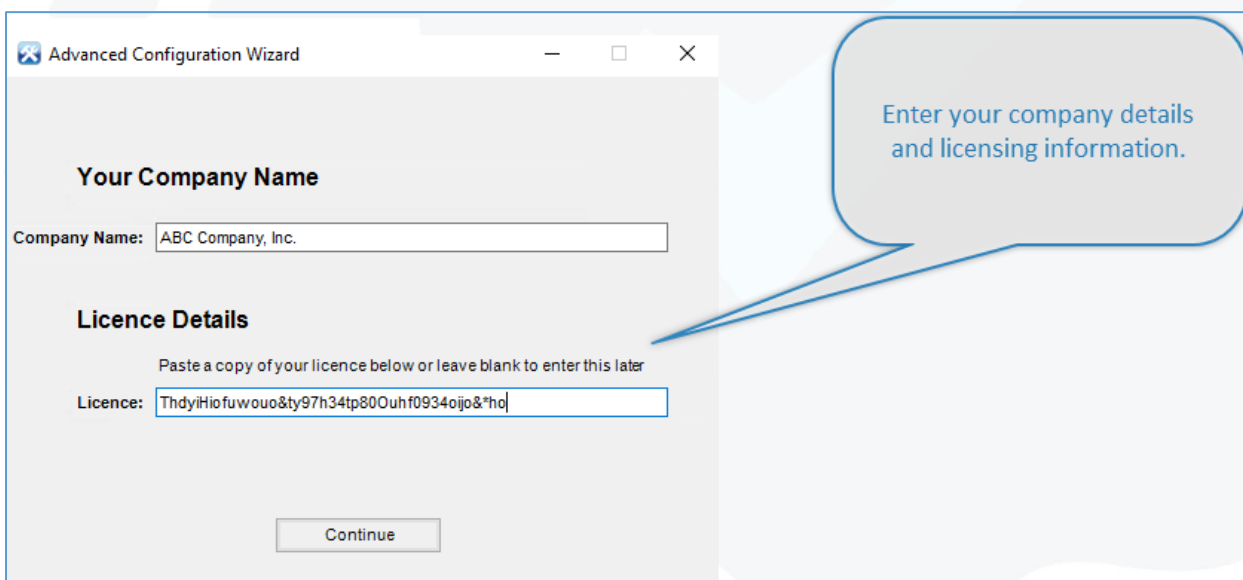 Advanced Configuration Wizard
Enter your company details
and licensing information.
Your Company Name
Company Name: ABC Company, Inc.
Licence Details
Paste a copy of your licence below or leave blank to enter this later
Licence: ThdyiHiofuwouo&ty97h34tp80Ouhf0934oijo&*ho
Continue